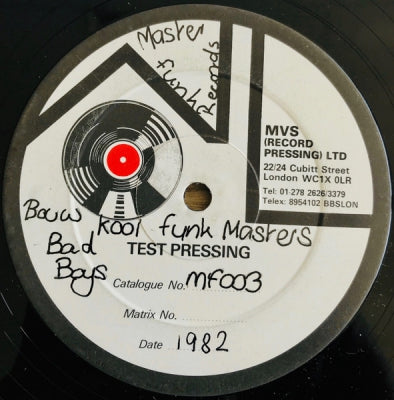 Master
Funk
Records
MVS
(RECORD
PRESSING) LTD
22/24 Cubitt Street
London WC1X 0LR
Tel: 01-278 2626/3379
Telex: 8954102 BBSLON
Bouw Kool Funk Masters
Bad
Boys
TEST PRESSING
Catalogue No. MF003
Matrix No.
Date 1982